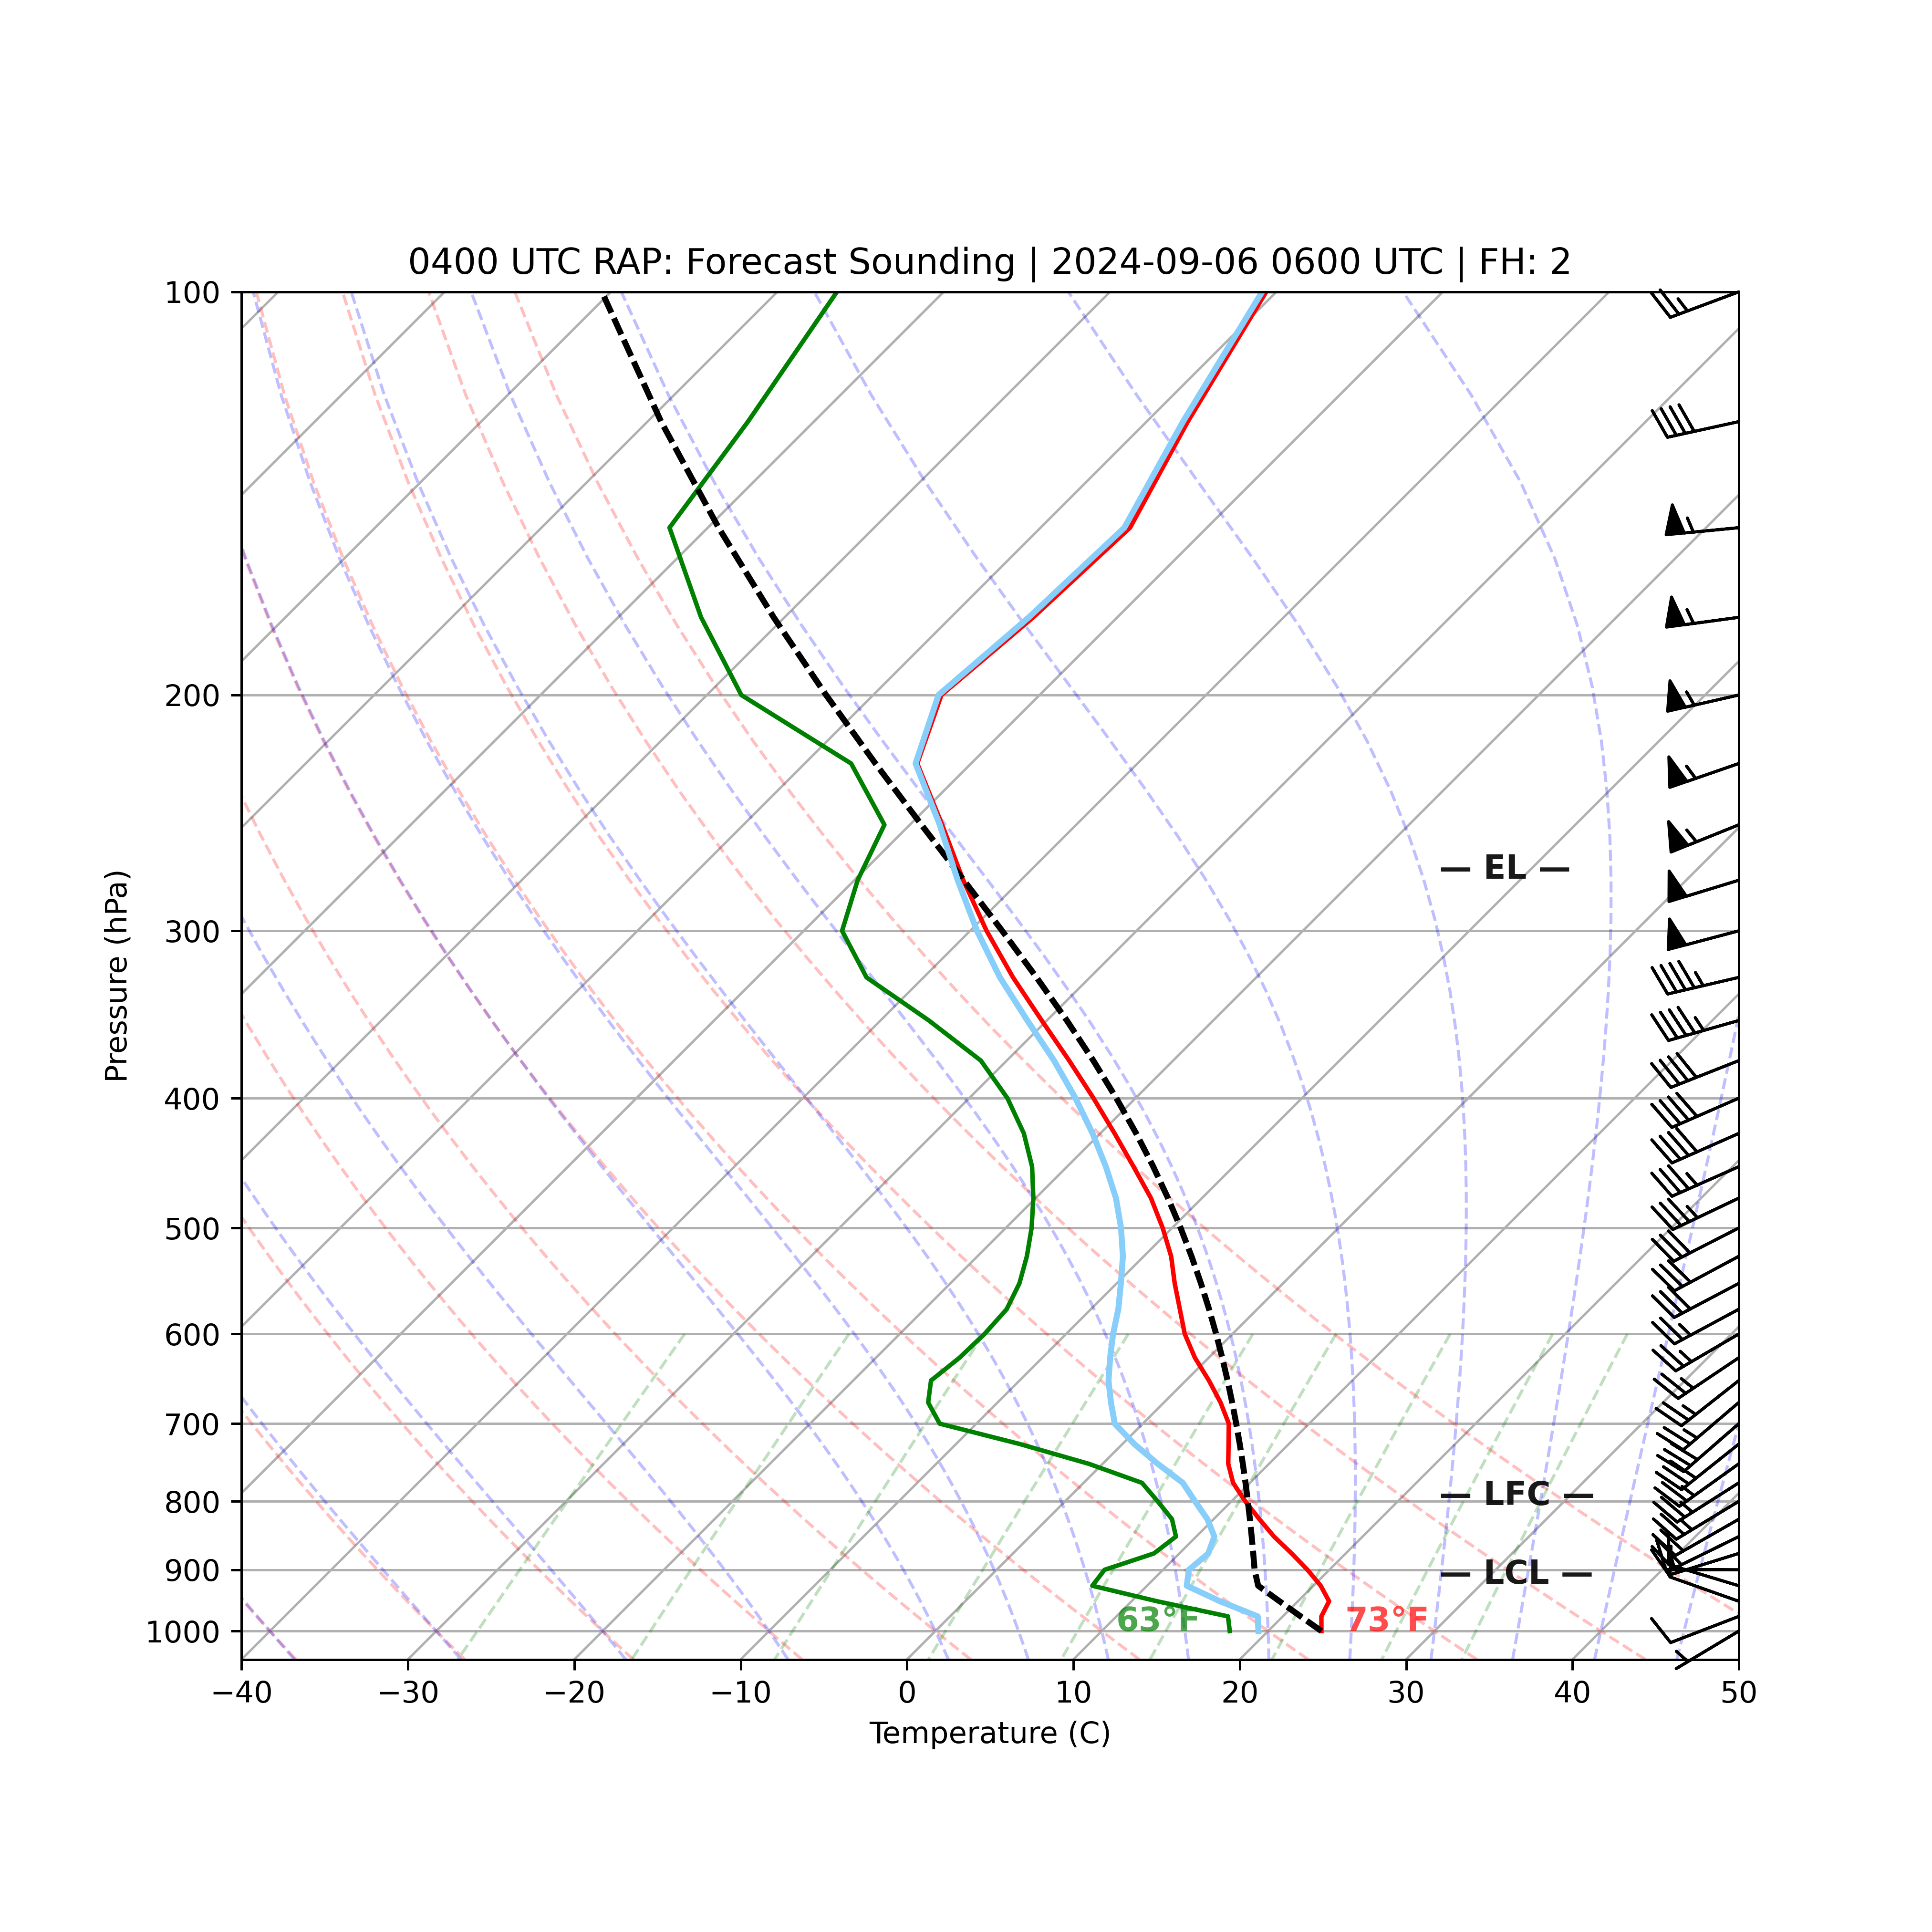 0400 UTC RAP: Forecast Sounding | 2024-09-06 0600 UTC | FH: 2
100
200
— EL —
300
Pressure (hPa)
400
500
600
700
— LFC —
800
900
— LCL —
63°F
73°F
1000
−40 −30 −20 −10 0 10 20 30 40 50
Temperature (C)